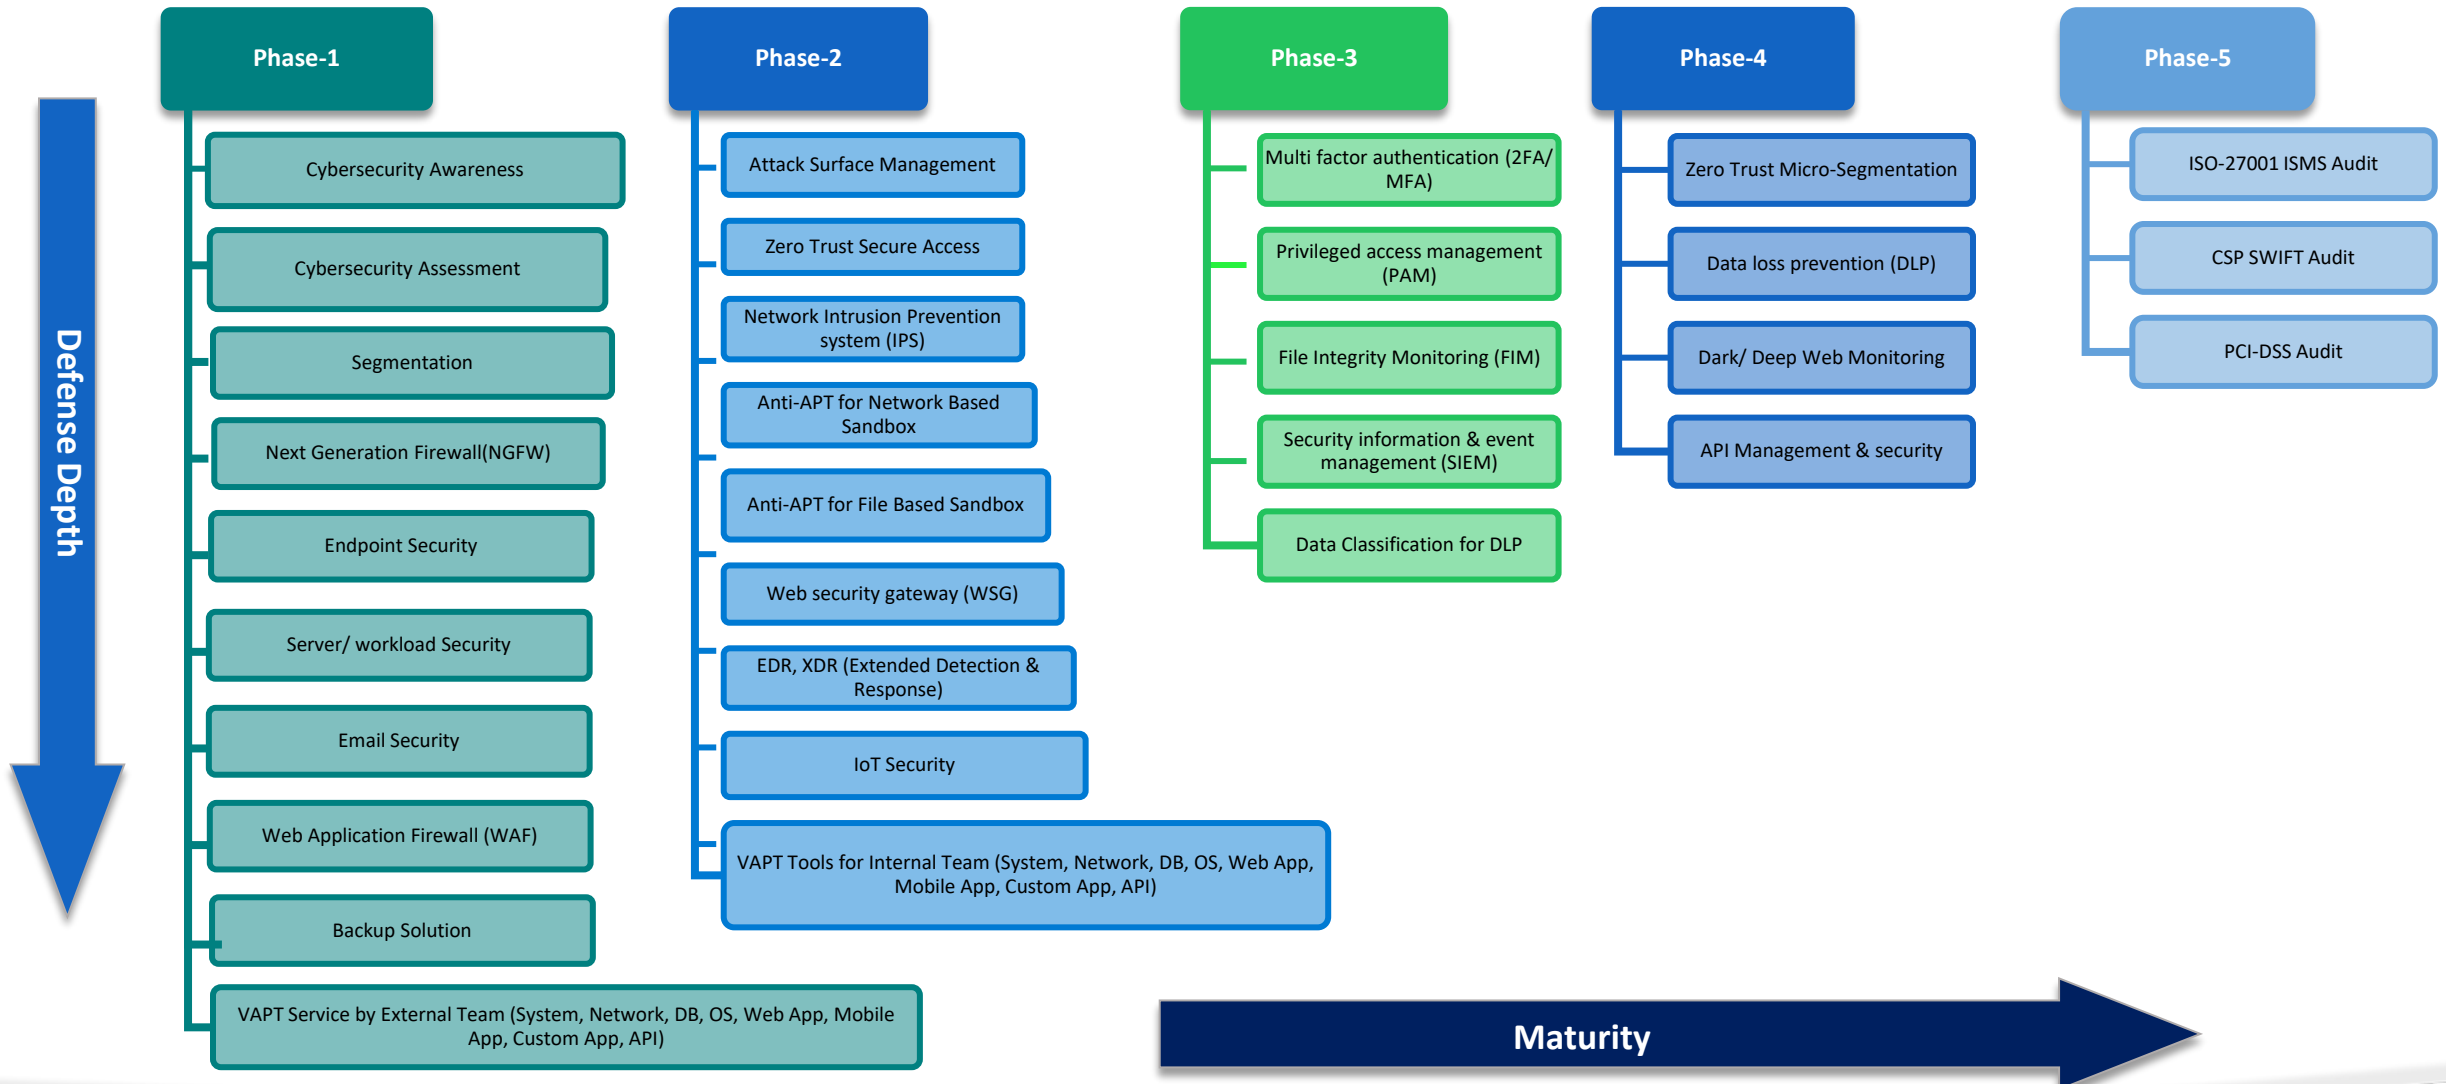 Phase-1
Phase-2
Phase-3
Phase-4
Phase-5
Defense Depth
Cybersecurity Awareness
Cybersecurity Assessment
Segmentation
Next Generation Firewall(NGFW)
Endpoint Security
Server/ workload Security
Email Security
Web Application Firewall (WAF)
Backup Solution
VAPT Service by External Team (System, Network, DB, OS, Web App, Mobile
App, Custom App, API)
Attack Surface Management
Zero Trust Secure Access
Network Intrusion Prevention
system (IPS)
Anti-APT for Network Based
Sandbox
Anti-APT for File Based Sandbox
Web security gateway (WSG)
EDR, XDR (Extended Detection &
Response)
IoT Security
VAPT Tools for Internal Team (System, Network, DB, OS, Web App,
Mobile App, Custom App, API)
Multi factor authentication (2FA/
MFA)
Privileged access management
(PAM)
File Integrity Monitoring (FIM)
Security information & event
management (SIEM)
Data Classification for DLP
Zero Trust Micro-Segmentation
Data loss prevention (DLP)
Dark/ Deep Web Monitoring
API Management & security
ISO-27001 ISMS Audit
CSP SWIFT Audit
PCI-DSS Audit
Maturity